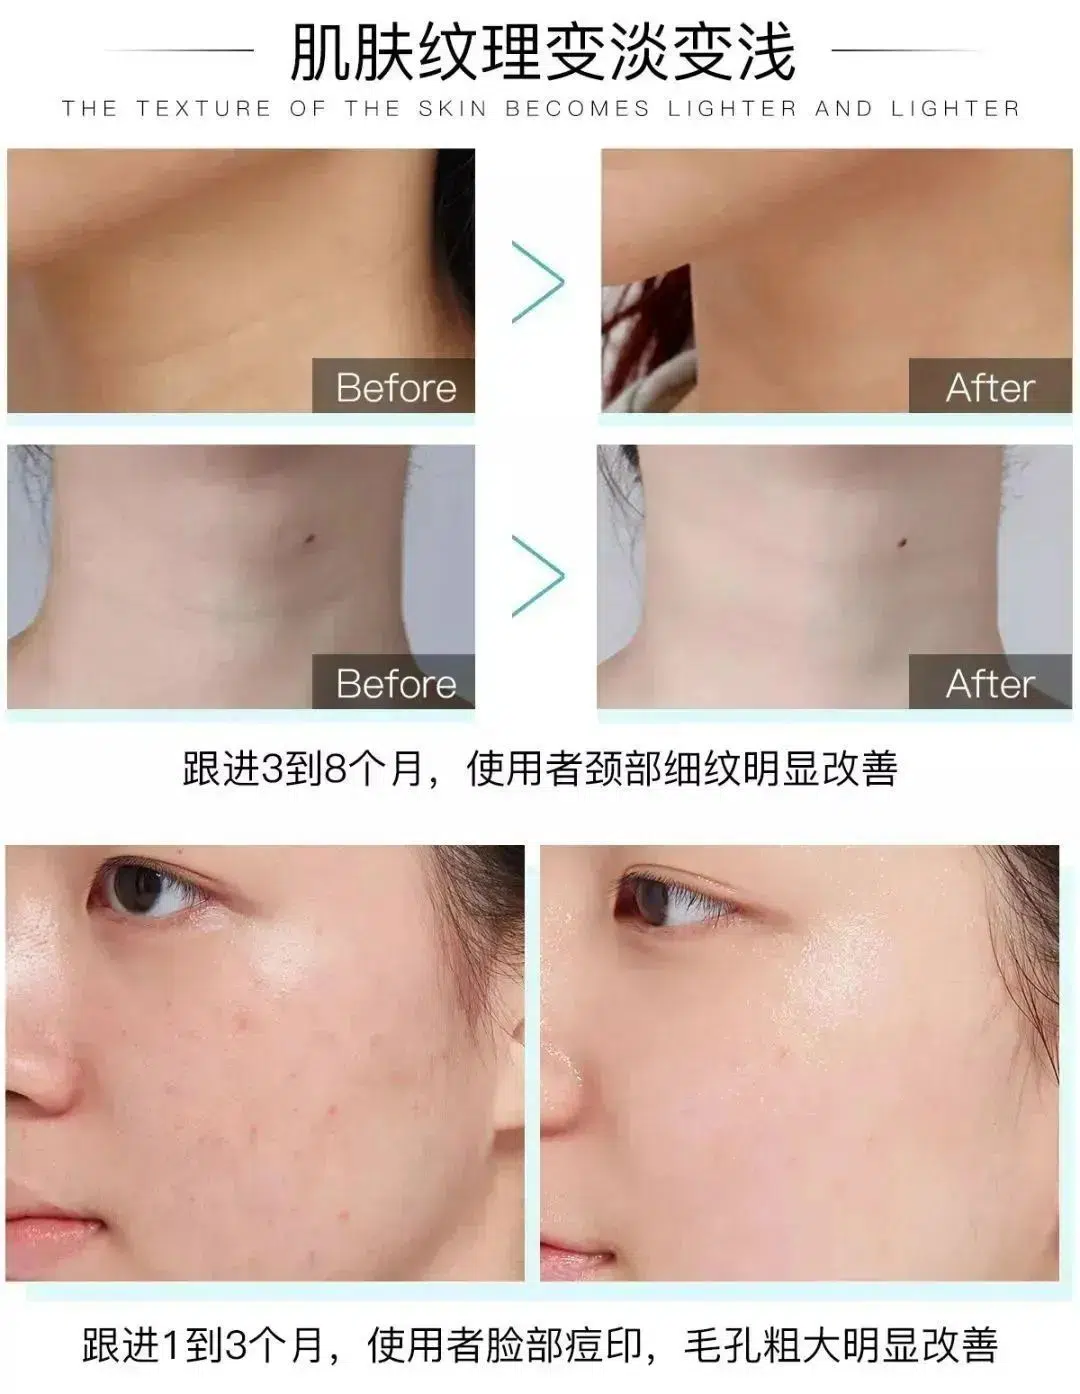 肌肤纹理变淡变浅
THE TEXTURE OF THE SKIN BECOMES LIGHTER AND LIGHTER
Before
After
Before
After
跟进3到8个月，使用者颈部细纹明显改善
跟进1到3个月，使用者脸部痘印，毛孔粗大明显改善